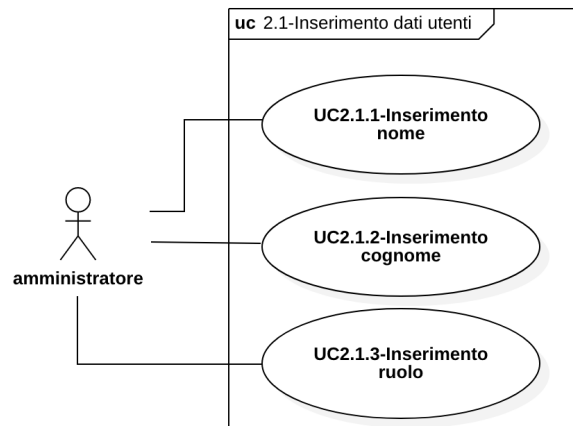 uc 2.1-Inserimento dati utenti
UC2.1.1-Inserimento
nome
UC2.1.2-Inserimento
cognome
amministratore
UC2.1.3-Inserimento
ruolo